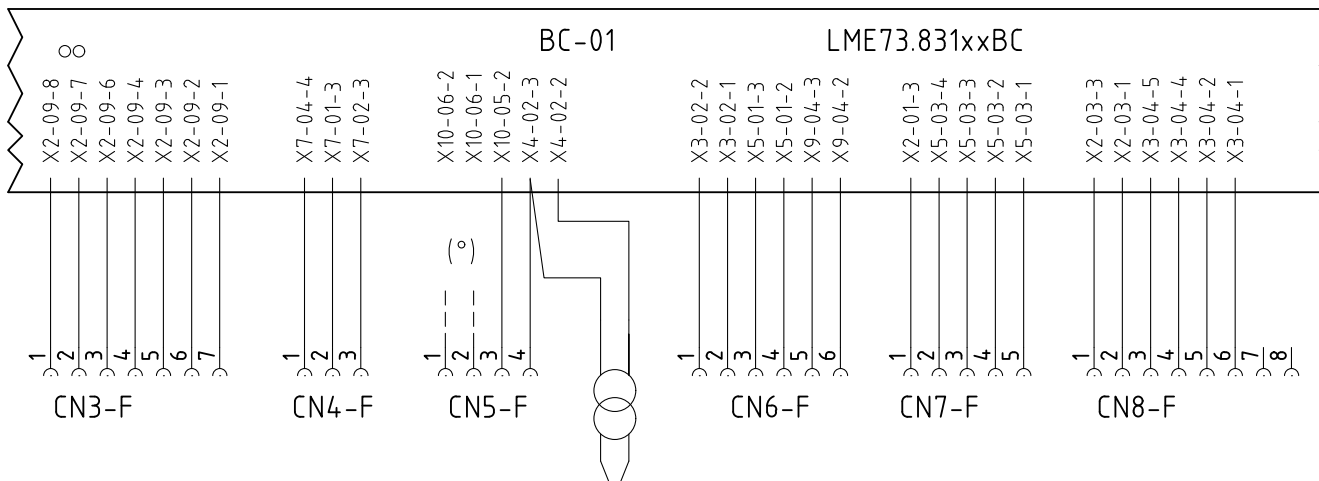 BC-01 LME73.831xxBC
X2-09-8 X2-09-7 X2-09-6 X2-09-4 X2-09-3 X2-09-2 X2-09-1 X7-04-4 X7-01-3 X7-02-3 X10-06-2 X10-06-1 X10-05-2 X4-02-3 X4-02-2 X3-02-2 X3-02-1 X5-01-3 X5-01-2 X9-04-3 X9-04-2 X2-01-3 X5-03-4 X5-03-3 X5-03-2 X5-03-1 X2-03-3 X2-03-1 X3-04-5 X3-04-4 X3-04-2 X3-04-1
(°)
1 2 3 4 5 6 7 1 2 3 1 2 3 4 1 2 3 4 5 6 1 2 3 4 5 1 2 3 4 5 6 7 8
CN3-F CN4-F CN5-F CN6-F CN7-F CN8-F